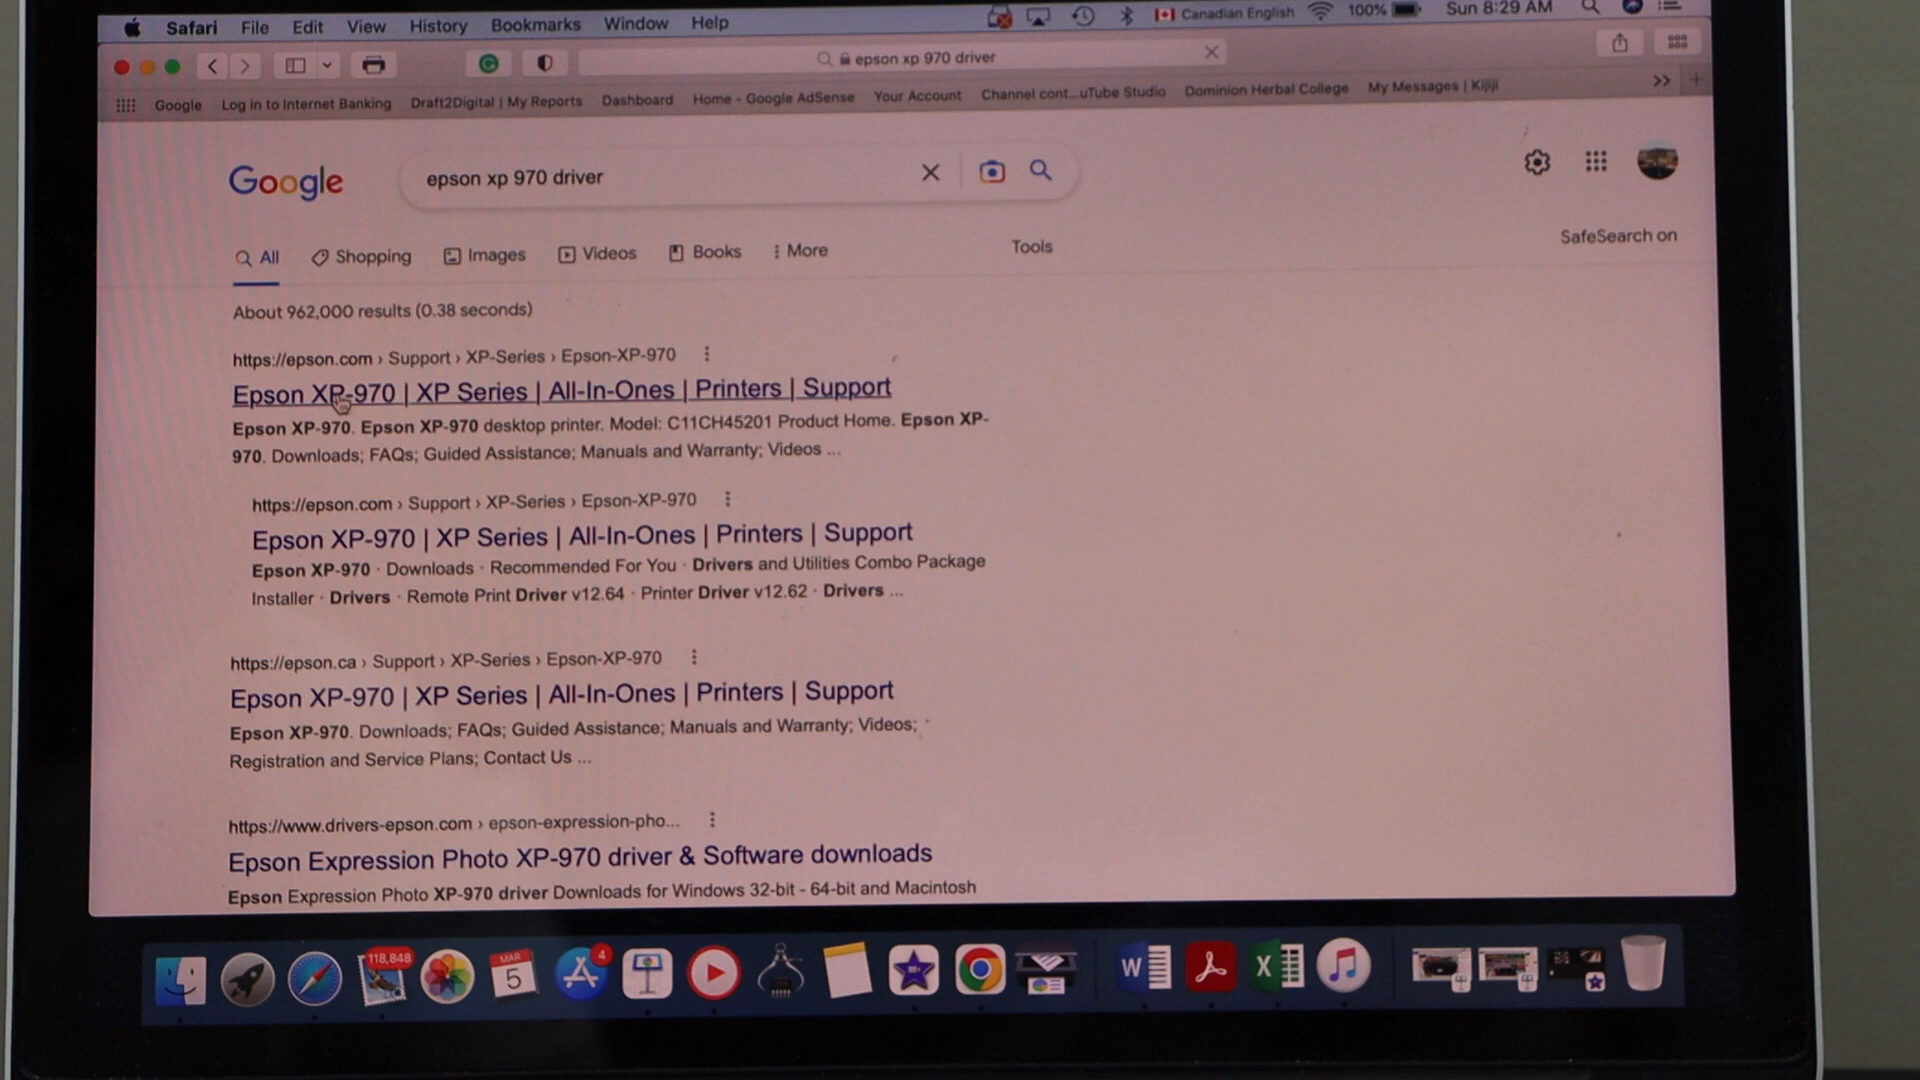 Safari File Edit View History Bookmarks Window Help Canadian English 100% Sun 8:29 AM
epson xp 970 driver
Google Log in to Internet Banking Draft2Digital | My Reports Dashboard Home - Google AdSense Your Account Channel cont...uTube Studio Dominion Herbal College My Messages | Kijiji
Google epson xp 970 driver
All Shopping Images Videos Books More Tools SafeSearch on
About 962,000 results (0.38 seconds)
https://epson.com › Support › XP-Series › Epson-XP-970
Epson XP-970 | XP Series | All-In-Ones | Printers | Support
Epson XP-970. Epson XP-970 desktop printer. Model: C11CH45201 Product Home. Epson XP-
970. Downloads; FAQs; Guided Assistance; Manuals and Warranty; Videos ...
https://epson.com › Support › XP-Series › Epson-XP-970
Epson XP-970 | XP Series | All-In-Ones | Printers | Support
Epson XP-970 · Downloads · Recommended For You · Drivers and Utilities Combo Package
Installer · Drivers · Remote Print Driver v12.64 · Printer Driver v12.62 · Drivers ...
https://epson.ca › Support › XP-Series › Epson-XP-970
Epson XP-970 | XP Series | All-In-Ones | Printers | Support
Epson XP-970. Downloads; FAQs; Guided Assistance; Manuals and Warranty; Videos;
Registration and Service Plans; Contact Us ...
https://www.drivers-epson.com › epson-expression-pho...
Epson Expression Photo XP-970 driver & Software downloads
Epson Expression Photo XP-970 driver Downloads for Windows 32-bit - 64-bit and Macintosh
118,848 MAR 5 4 W X